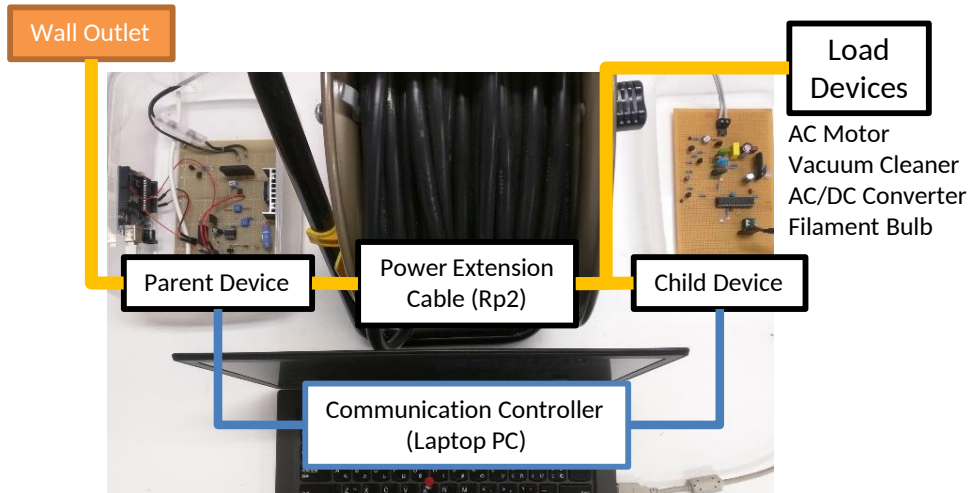 Wall Outlet
Load
Devices
AC Motor
Vacuum Cleaner
AC/DC Converter
Filament Bulb
Parent Device
Power Extension
Cable (Rp2)
Child Device
Communication Controller
(Laptop PC)